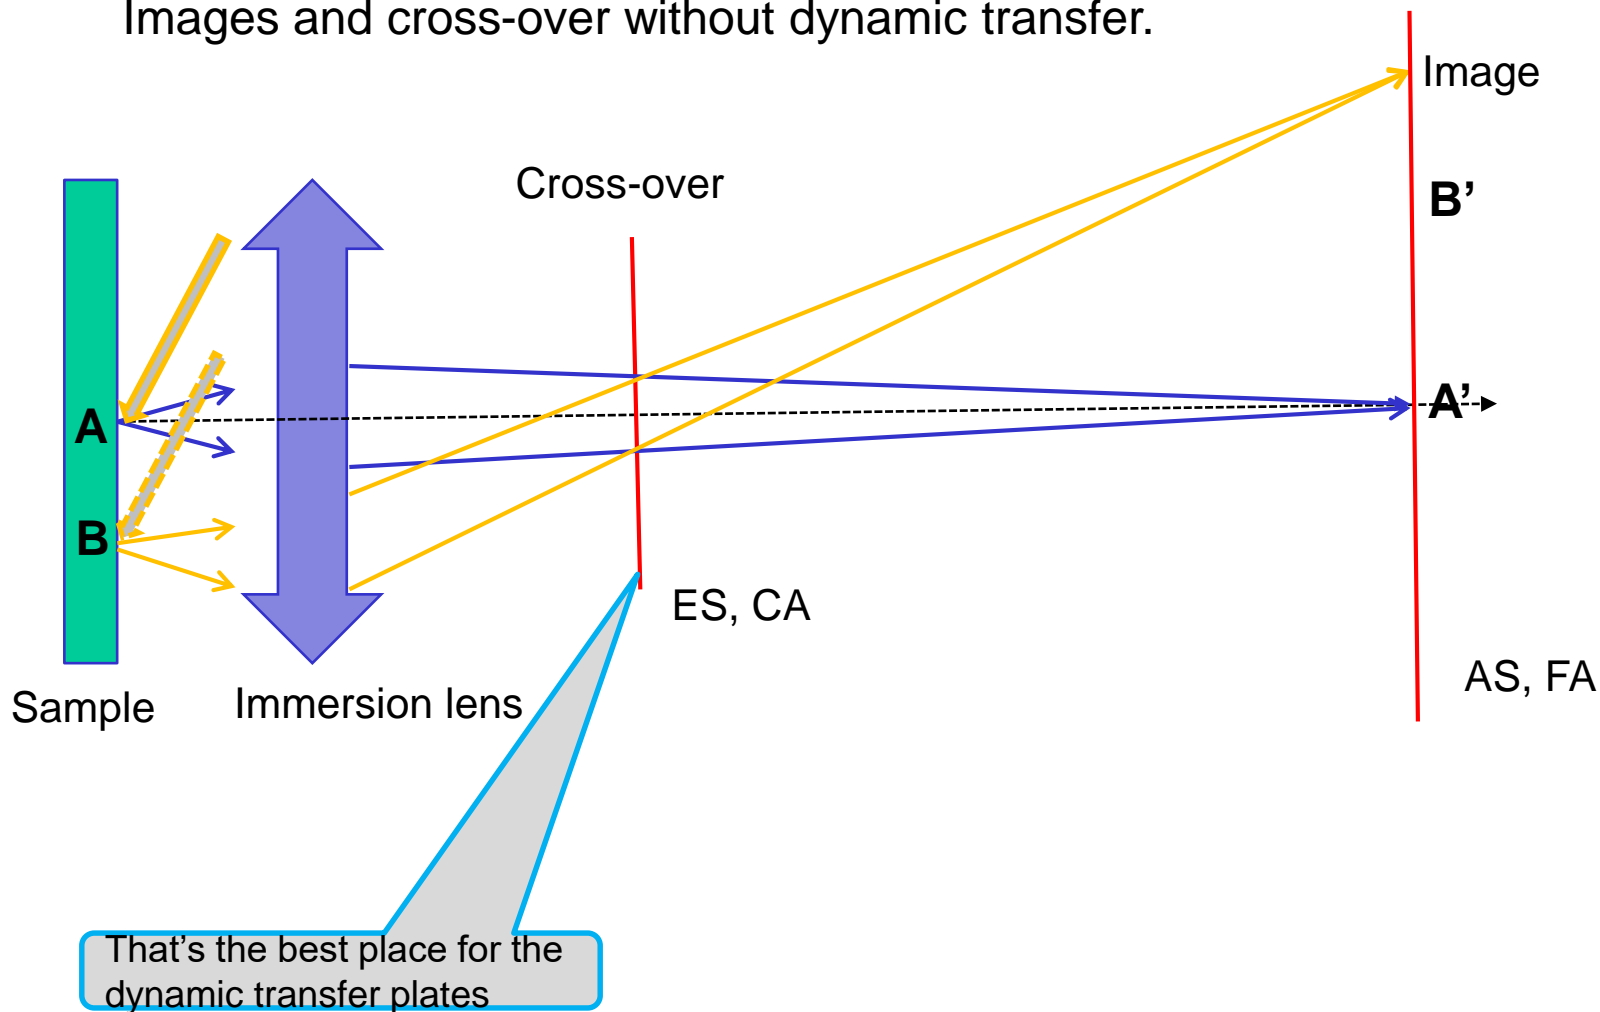 Images and cross-over without dynamic transfer.
Image
Cross-over
B’
A’
A
B
ES, CA
AS, FA
Sample
Immersion lens
That’s the best place for the
dynamic transfer plates